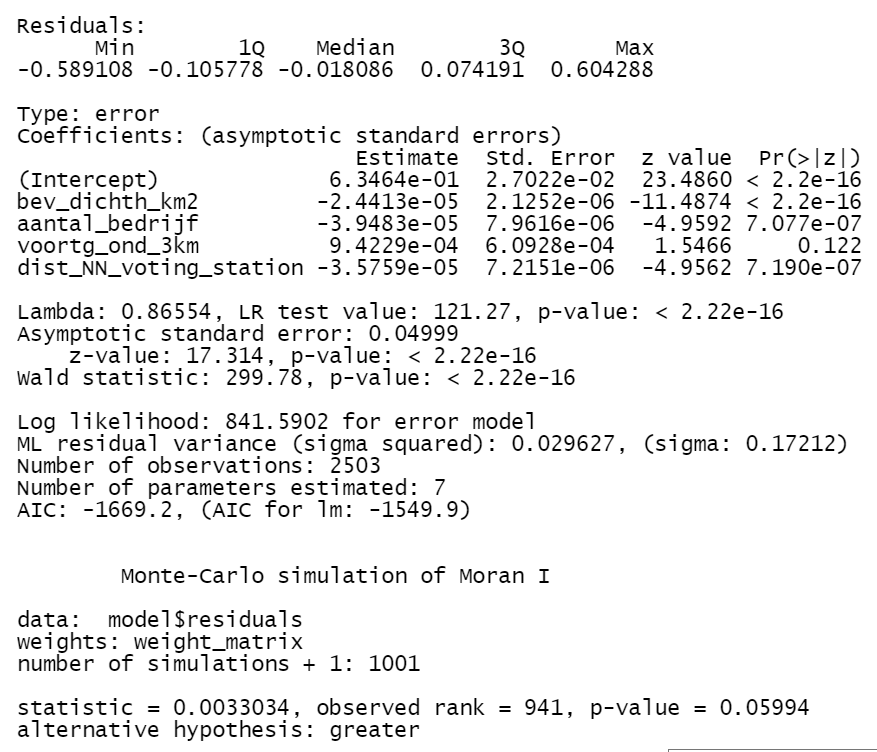 Residuals:
      Min        1Q    Median        3Q       Max
-0.589108 -0.105778 -0.018086  0.074191  0.604288
Type: error
Coefficients: (asymptotic standard errors)
                           Estimate  Std. Error  z value  Pr(>|z|)
(Intercept)              6.3464e-01  2.7022e-02  23.4860 < 2.2e-16
bev_dichth_km2          -2.4413e-05  2.1252e-06 -11.4874 < 2.2e-16
aantal_bedrijf          -3.9483e-05  7.9616e-06  -4.9592 7.077e-07
voortg_ond_3km           9.4229e-04  6.0928e-04   1.5466     0.122
dist_NN_voting_station -3.5759e-05  7.2151e-06  -4.9562 7.190e-07
Lambda: 0.86554, LR test value: 121.27, p-value: < 2.22e-16
Asymptotic standard error: 0.04999
    z-value: 17.314, p-value: < 2.22e-16
Wald statistic: 299.78, p-value: < 2.22e-16
Log likelihood: 841.5902 for error model
ML residual variance (sigma squared): 0.029627, (sigma: 0.17212)
Number of observations: 2503
Number of parameters estimated: 7
AIC: -1669.2, (AIC for lm: -1549.9)
        Monte-Carlo simulation of Moran I
data:  model$residuals
weights: weight_matrix
number of simulations + 1: 1001
statistic = 0.0033034, observed rank = 941, p-value = 0.05994
alternative hypothesis: greater